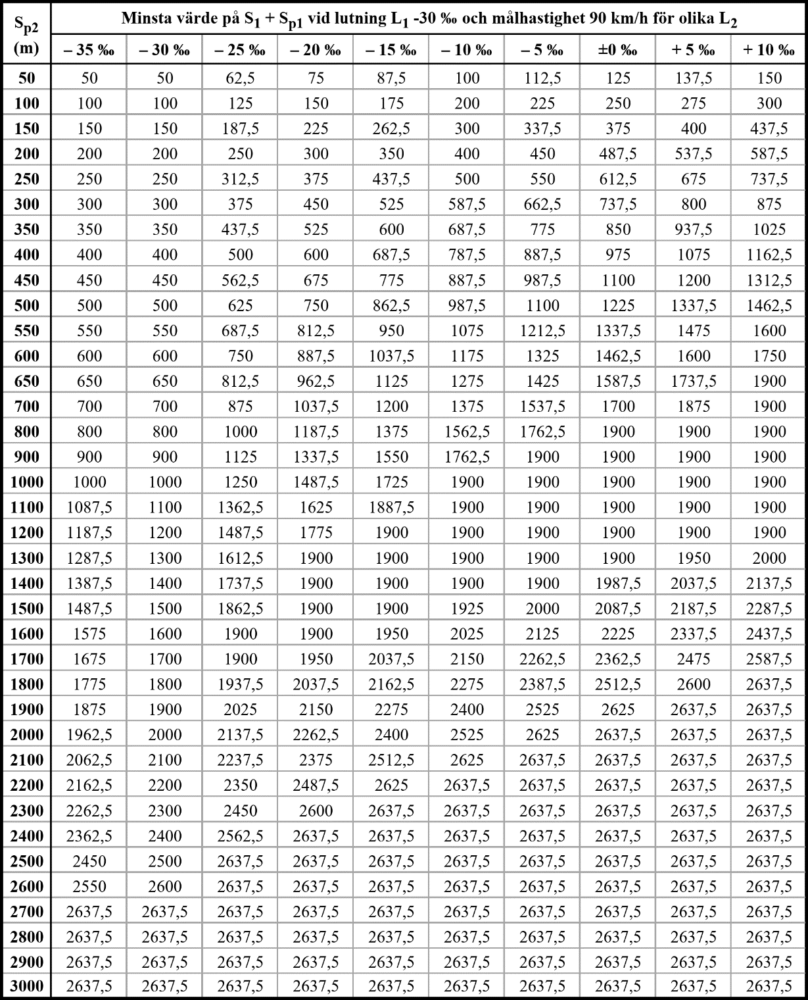 S_p2 (m) Minsta värde på S_1 + S_p1 vid lutning L_1 -30 ‰ och målhastighet 90 km/h för olika L_2
– 35 ‰ – 30 ‰ – 25 ‰ – 20 ‰ – 15 ‰ – 10 ‰ – 5 ‰ ±0 ‰ + 5 ‰ + 10 ‰
50 50 50 62,5 75 87,5 100 112,5 125 137,5 150
100 100 100 125 150 175 200 225 250 275 300
150 150 150 187,5 225 262,5 300 337,5 375 400 437,5
200 200 200 250 300 350 400 450 487,5 537,5 587,5
250 250 250 312,5 375 437,5 500 550 612,5 675 737,5
300 300 300 375 450 525 587,5 662,5 737,5 800 875
350 350 350 437,5 525 600 687,5 775 850 937,5 1025
400 400 400 500 600 687,5 787,5 887,5 975 1075 1162,5
450 450 450 562,5 675 775 887,5 987,5 1100 1200 1312,5
500 500 500 625 750 862,5 987,5 1100 1225 1337,5 1462,5
550 550 550 687,5 812,5 950 1075 1212,5 1337,5 1475 1600
600 600 600 750 887,5 1037,5 1175 1325 1462,5 1600 1750
650 650 650 812,5 962,5 1125 1275 1425 1587,5 1737,5 1900
700 700 700 875 1037,5 1200 1375 1537,5 1700 1875 1900
800 800 800 1000 1187,5 1375 1562,5 1762,5 1900 1900 1900
900 900 900 1125 1337,5 1550 1762,5 1900 1900 1900 1900
1000 1000 1000 1250 1487,5 1725 1900 1900 1900 1900 1900
1100 1087,5 1100 1362,5 1625 1887,5 1900 1900 1900 1900 1900
1200 1187,5 1200 1487,5 1775 1900 1900 1900 1900 1900 1900
1300 1287,5 1300 1612,5 1900 1900 1900 1900 1900 1950 2000
1400 1387,5 1400 1737,5 1900 1900 1900 1900 1987,5 2037,5 2137,5
1500 1487,5 1500 1862,5 1900 1900 1925 2000 2087,5 2187,5 2287,5
1600 1575 1600 1900 1900 1950 2025 2125 2225 2337,5 2437,5
1700 1675 1700 1900 1950 2037,5 2150 2262,5 2362,5 2475 2587,5
1800 1775 1800 1937,5 2037,5 2162,5 2275 2387,5 2512,5 2600 2637,5
1900 1875 1900 2025 2150 2275 2400 2525 2625 2637,5 2637,5
2000 1962,5 2000 2137,5 2262,5 2400 2525 2625 2637,5 2637,5 2637,5
2100 2062,5 2100 2237,5 2375 2512,5 2625 2637,5 2637,5 2637,5 2637,5
2200 2162,5 2200 2350 2487,5 2625 2637,5 2637,5 2637,5 2637,5 2637,5
2300 2262,5 2300 2450 2600 2637,5 2637,5 2637,5 2637,5 2637,5 2637,5
2400 2362,5 2400 2562,5 2637,5 2637,5 2637,5 2637,5 2637,5 2637,5 2637,5
2500 2450 2500 2637,5 2637,5 2637,5 2637,5 2637,5 2637,5 2637,5 2637,5
2600 2550 2600 2637,5 2637,5 2637,5 2637,5 2637,5 2637,5 2637,5 2637,5
2700 2637,5 2637,5 2637,5 2637,5 2637,5 2637,5 2637,5 2637,5 2637,5 2637,5
2800 2637,5 2637,5 2637,5 2637,5 2637,5 2637,5 2637,5 2637,5 2637,5 2637,5
2900 2637,5 2637,5 2637,5 2637,5 2637,5 2637,5 2637,5 2637,5 2637,5 2637,5
3000 2637,5 2637,5 2637,5 2637,5 2637,5 2637,5 2637,5 2637,5 2637,5 2637,5